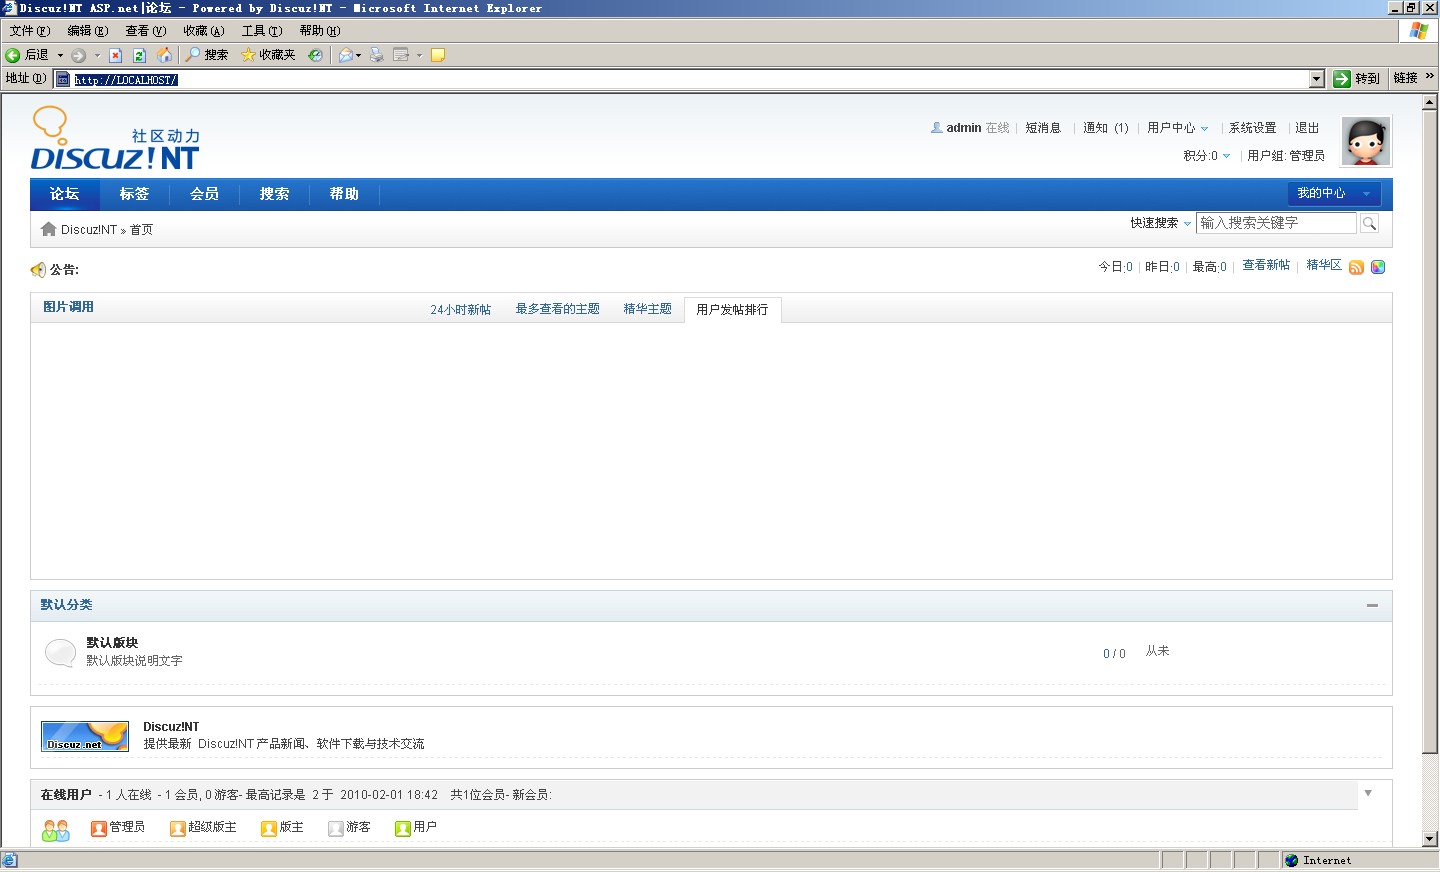 Discuz!NT ASP.net|论坛 - Powered by Discuz!NT - Microsoft Internet Explorer
文件(F) 编辑(E) 查看(V) 收藏(A) 工具(T) 帮助(H)
后退 搜索 收藏夹
地址(D) http://LOCALHOST/ 转到 链接 »
社区动力
DISCUZ!NT
admin 在线 | 短消息 | 通知 (1) | 用户中心 | 系统设置 | 退出
积分:0 | 用户组: 管理员
论坛 标签 会员 搜索 帮助 我的中心
Discuz!NT » 首页 快速搜索 输入搜索关键字
公告: 今日:0 | 昨日:0 | 最高:0 | 查看新帖 | 精华区
图片调用 24小时新帖 最多查看的主题 精华主题 用户发帖排行
默认分类
默认版块
默认版块说明文字 0 / 0 从未
Discuz!NT
Discuz.net 提供最新 Discuz!NT 产品新闻、软件下载与技术交流
在线用户 - 1 人在线 - 1 会员, 0 游客- 最高记录是 2 于 2010-02-01 18:42 共1位会员- 新会员:
管理员 超级版主 版主 游客 用户
Internet